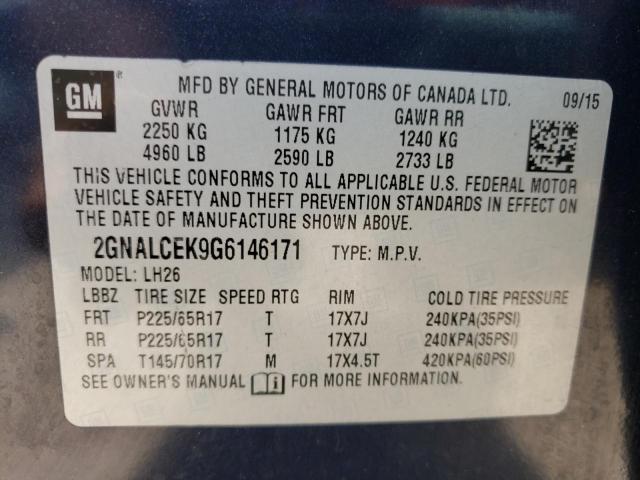 GM
MFD BY GENERAL MOTORS OF CANADA LTD. 09/15
GVWR GAWR FRT GAWR RR
2250 KG 1175 KG 1240 KG
4960 LB 2590 LB 2733 LB
THIS VEHICLE CONFORMS TO ALL APPLICABLE U.S. FEDERAL MOTOR
VEHICLE SAFETY AND THEFT PREVENTION STANDARDS IN EFFECT ON
THE DATE OF MANUFACTURE SHOWN ABOVE.
2GNALCEK9G6146171 TYPE: M.P.V.
MODEL: LH26
LBBZ TIRE SIZE SPEED RTG RIM COLD TIRE PRESSURE
FRT P225/65R17 T 17X7J 240KPA(35PSI)
RR P225/65R17 T 17X7J 240KPA(35PSI)
SPA T145/70R17 M 17X4.5T 420KPA(60PSI)
SEE OWNER'S MANUAL FOR MORE INFORMATION.